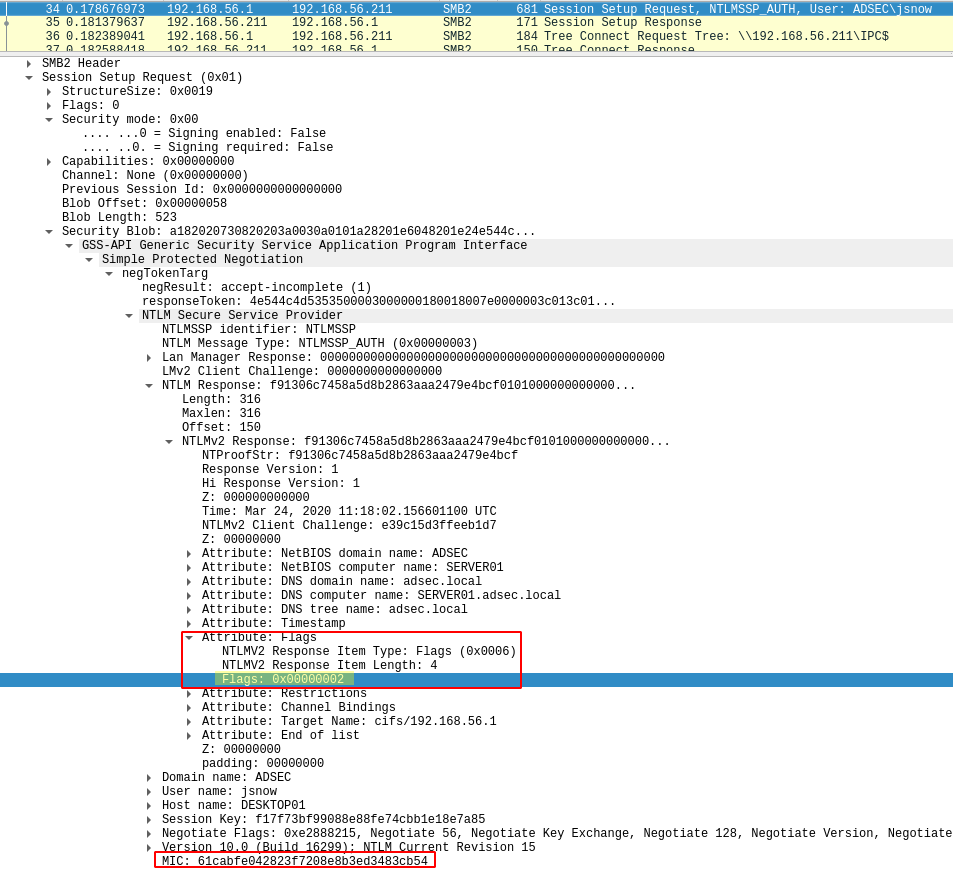 34 0.178676973 192.168.56.1 192.168.56.211 SMB2 681 Session Setup Request, NTLMSSP_AUTH, User: ADSEC\jsnow
35 0.181379637 192.168.56.211 192.168.56.1 SMB2 171 Session Setup Response
36 0.182389041 192.168.56.1 192.168.56.211 SMB2 184 Tree Connect Request Tree: \\192.168.56.211\IPC$
37 0.182588418 192.168.56.211 192.168.56.1 SMB2 150 Tree Connect Response
SMB2 Header
Session Setup Request (0x01)
StructureSize: 0x0019
Flags: 0
Security mode: 0x00
.... ...0 = Signing enabled: False
.... ..0. = Signing required: False
Capabilities: 0x00000000
Channel: None (0x00000000)
Previous Session Id: 0x0000000000000000
Blob Offset: 0x00000058
Blob Length: 523
Security Blob: a182020730820203a0030a0101a28201e6048201e24e544c...
GSS-API Generic Security Service Application Program Interface
Simple Protected Negotiation
negTokenTarg
negResult: accept-incomplete (1)
responseToken: 4e544c4d5353500003000000180018007e0000003c013c01...
NTLM Secure Service Provider
NTLMSSP identifier: NTLMSSP
NTLM Message Type: NTLMSSP_AUTH (0x00000003)
Lan Manager Response: 000000000000000000000000000000000000000000000000
LMv2 Client Challenge: 0000000000000000
NTLM Response: f91306c7458a5d8b2863aaa2479e4bcf0101000000000000...
Length: 316
Maxlen: 316
Offset: 150
NTLMv2 Response: f91306c7458a5d8b2863aaa2479e4bcf0101000000000000...
NTProofStr: f91306c7458a5d8b2863aaa2479e4bcf
Response Version: 1
Hi Response Version: 1
Z: 000000000000
Time: Mar 24, 2020 11:18:02.156601100 UTC
NTLMv2 Client Challenge: e39c15d3ffeeb1d7
Z: 00000000
Attribute: NetBIOS domain name: ADSEC
Attribute: NetBIOS computer name: SERVER01
Attribute: DNS domain name: adsec.local
Attribute: DNS computer name: SERVER01.adsec.local
Attribute: DNS tree name: adsec.local
Attribute: Timestamp
Attribute: Flags
NTLMV2 Response Item Type: Flags (0x0006)
NTLMV2 Response Item Length: 4
Flags: 0x00000002
Attribute: Restrictions
Attribute: Channel Bindings
Attribute: Target Name: cifs/192.168.56.1
Attribute: End of list
Z: 00000000
padding: 00000000
Domain name: ADSEC
User name: jsnow
Host name: DESKTOP01
Session Key: f17f73bf99088e88fe74cbb1e18e7a85
Negotiate Flags: 0xe2888215, Negotiate 56, Negotiate Key Exchange, Negotiate 128, Negotiate Version, Negotiate
Version 10.0 (Build 16299); NTLM Current Revision 15
MIC: 61cabfe042823f7208e8b3ed3483cb54